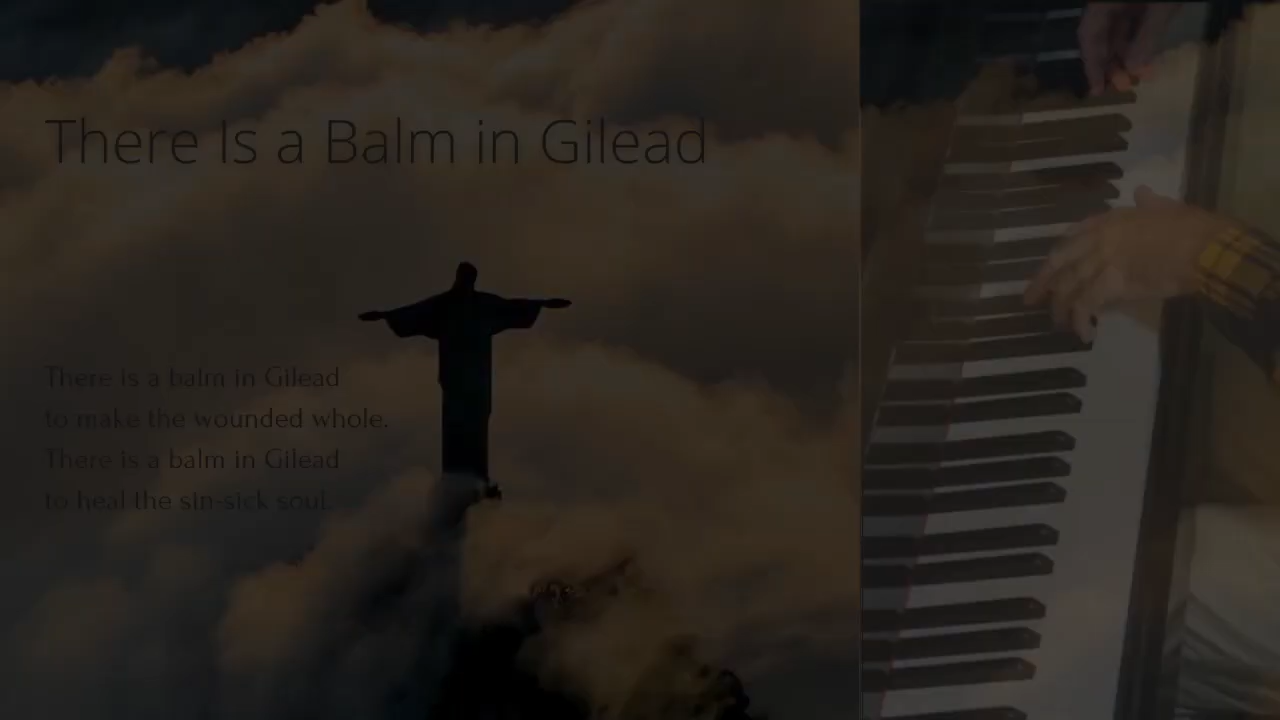 There Is a Balm in Gilead
There is a balm in Gilead
to make the wounded whole.
There is a balm in Gilead
to heal the sin-sick soul.